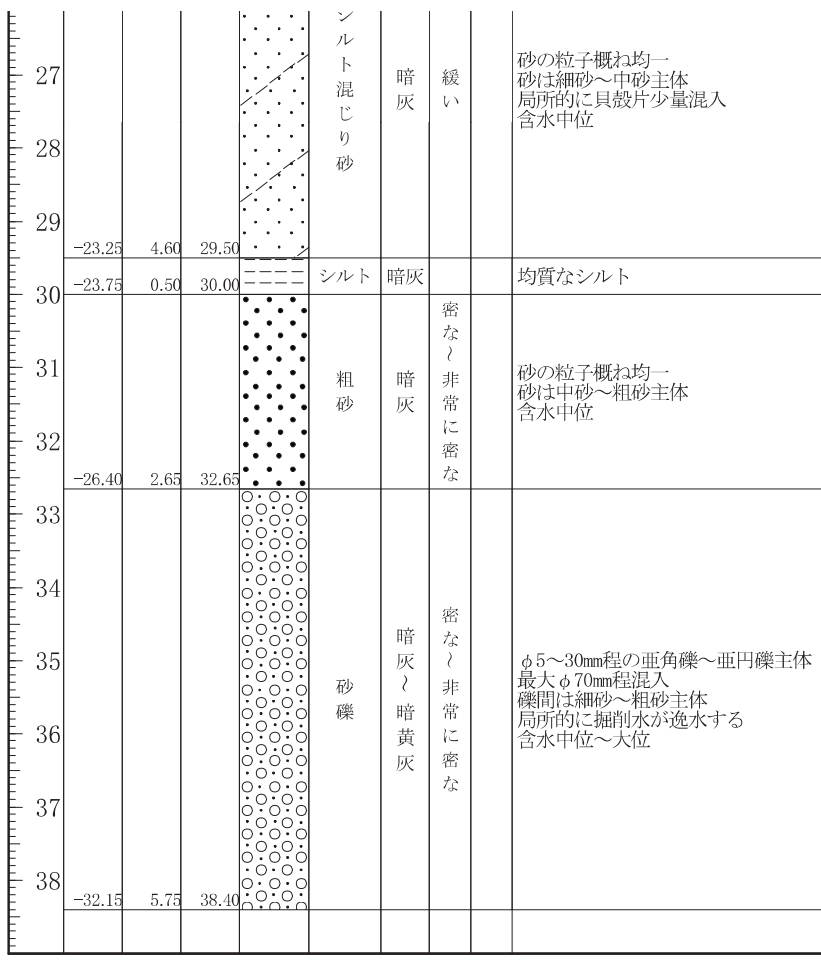 27
28
29
30
31
32
33
34
35
36
37
38
-23.25 4.60 29.50
シルト混じり砂
暗灰
緩い
砂の粒子概ね均一
砂は細砂～中砂主体
局所的に貝殻片少量混入
含水中位
-23.75 0.50 30.00
シルト
暗灰
均質なシルト
-26.40 2.65 32.65
粗砂
暗灰
密な～非常に密な
砂の粒子概ね均一
砂は中砂～粗砂主体
含水中位
-32.15 5.75 38.40
砂礫
暗灰～暗黄灰
密な～非常に密な
φ5～30mm程の亜角礫～亜円礫主体
最大φ70mm程混入
礫間は細砂～粗砂主体
局所的に掘削水が逸水する
含水中位～大位